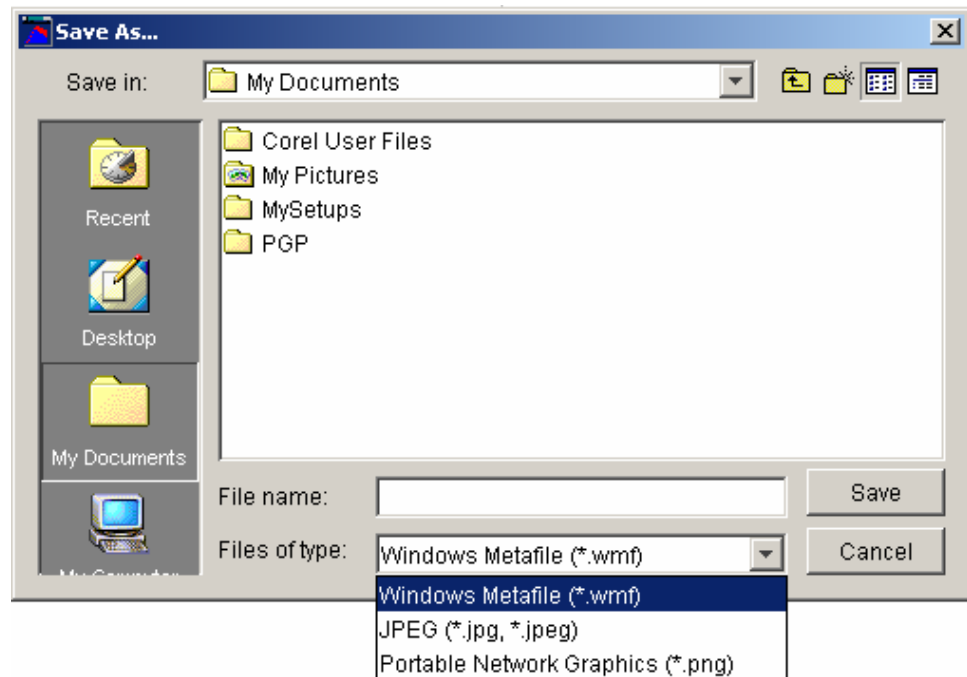 Save As...
Save in:
My Documents
Recent
Desktop
My Documents
Corel User Files
My Pictures
MySetups
PGP
File name:
Save
Files of type:
Windows Metafile (*.wmf)
Cancel
Windows Metafile (*.wmf)
JPEG (*.jpg, *.jpeg)
Portable Network Graphics (*.png)